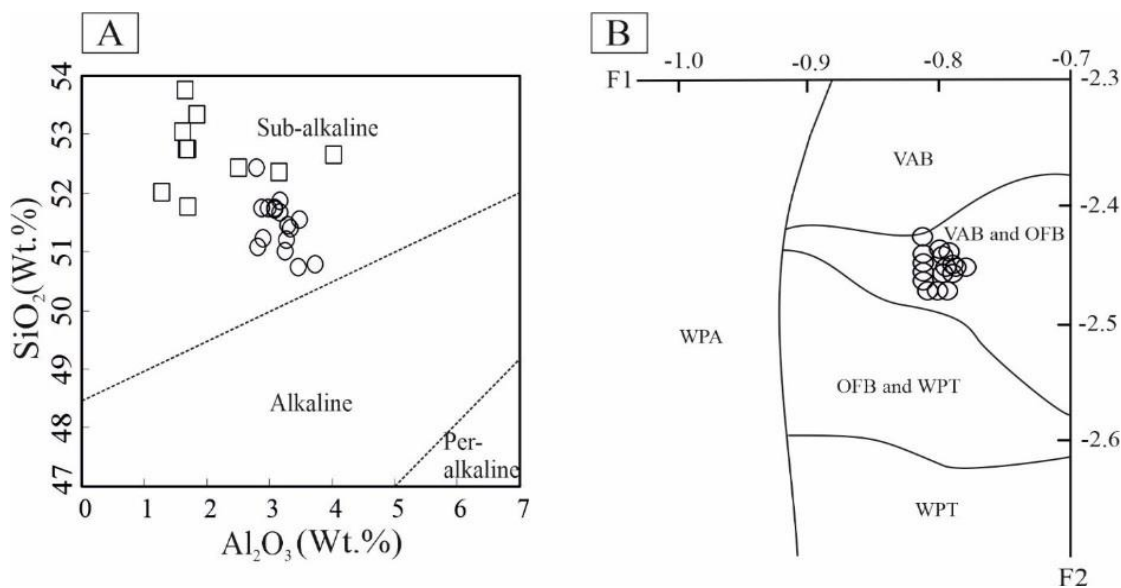 A
54
53
52
51
50
49
48
47
SiO₂(Wt.%)
Sub-alkaline
Alkaline
Per-
alkaline
0 1 2 3 4 5 6 7
Al₂O₃(Wt.%)
B
-1.0 -0.9 -0.8 -0.7
F1
-2.3
VAB
-2.4
VAB and OFB
-2.5
WPA
OFB and WPT
-2.6
WPT
F2